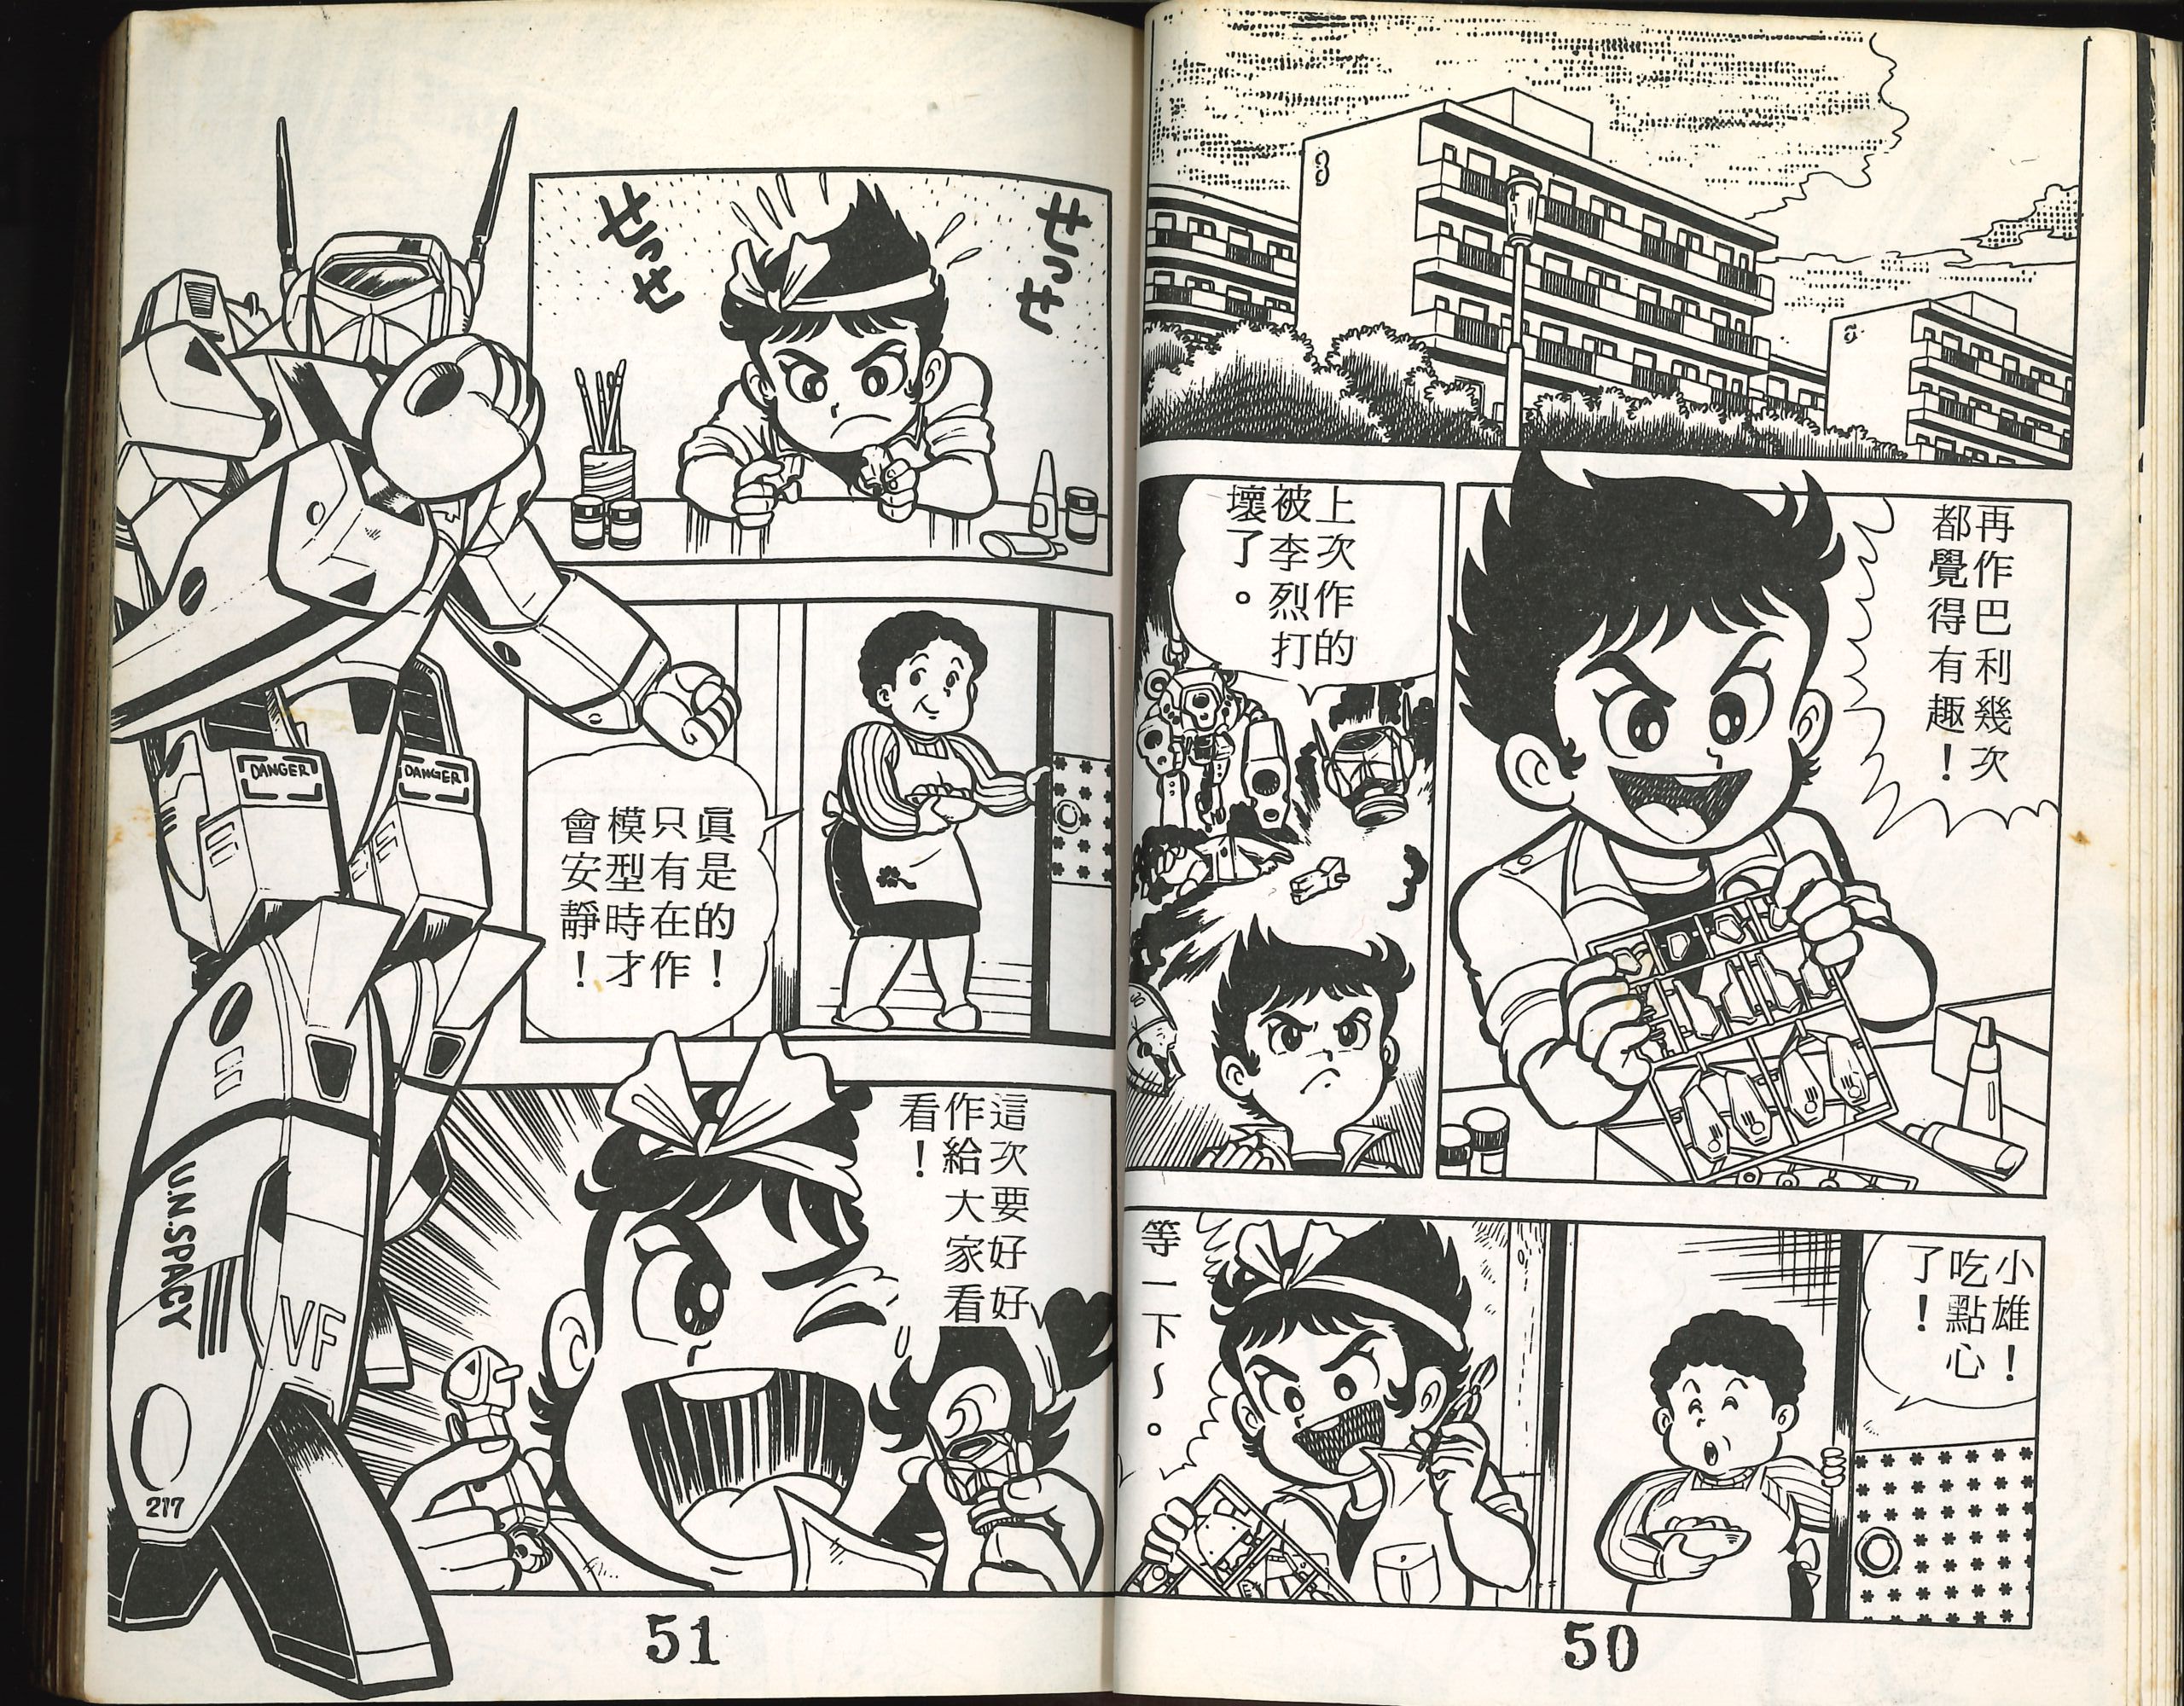 8
6
再作巴利幾次
都覺得有趣！
上次作的
被李烈打
壞了。
小雄！
吃點心
了！
等一下～。
50
せっせ
せっせ
眞是的！
只有在作
模型時才
會安靜！
這次要好好
作給大家看
看！
DANGER
DANGER
U.N.SPACY
VF
217
51